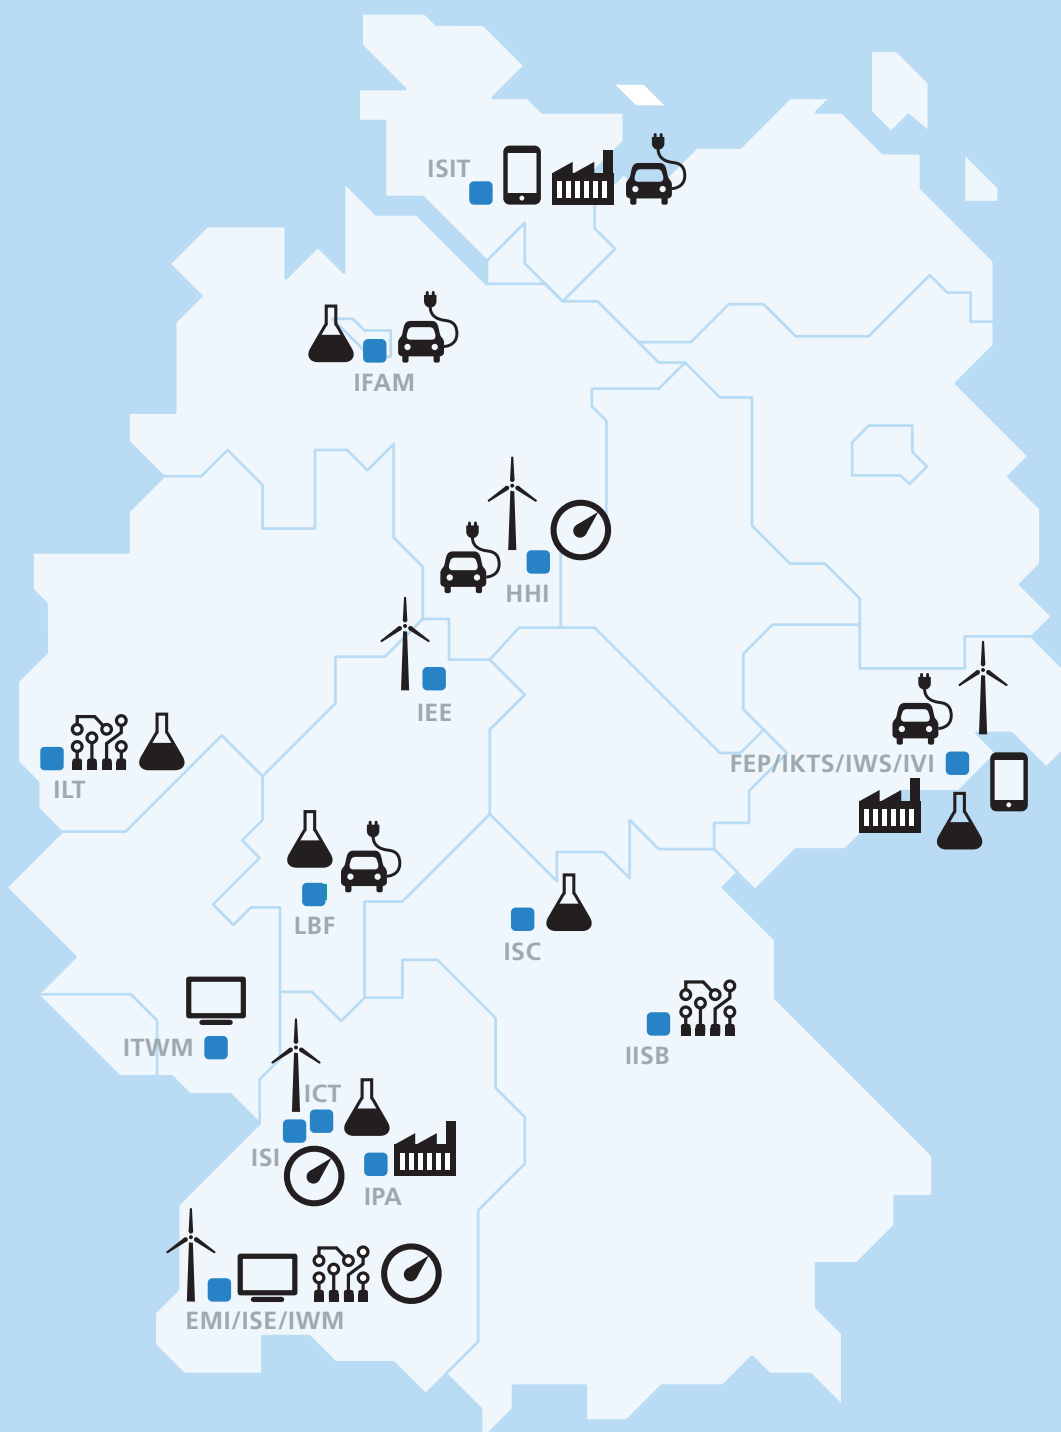 ISIT
IFAM
HHI
IEE
FEP/IKTS/IWS/IVI
ILT
LBF
ISC
ITWM
IISB
ICT
ISI
IPA
EMI/ISE/IWM